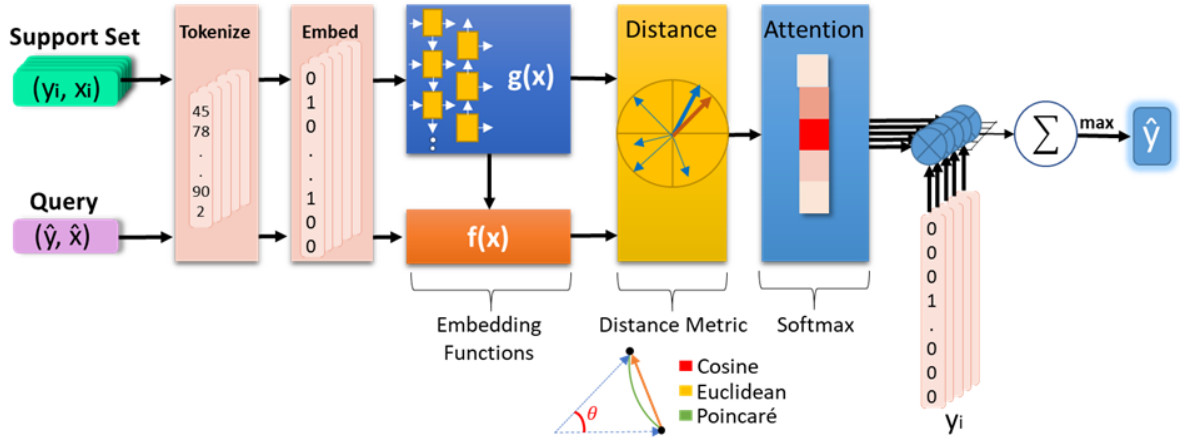 Support Set
(yi, xi)
Query
(ŷ, x̂)
Tokenize
45
78
.
.
90
2
Embed
0
1
0
.
.
1
0
0
g(x)
f(x)
Embedding
Functions
Distance
Distance Metric
θ
Cosine
Euclidean
Poincaré
Attention
Softmax
0
0
0
1
.
0
0
0
yi
Σ
max
ŷ